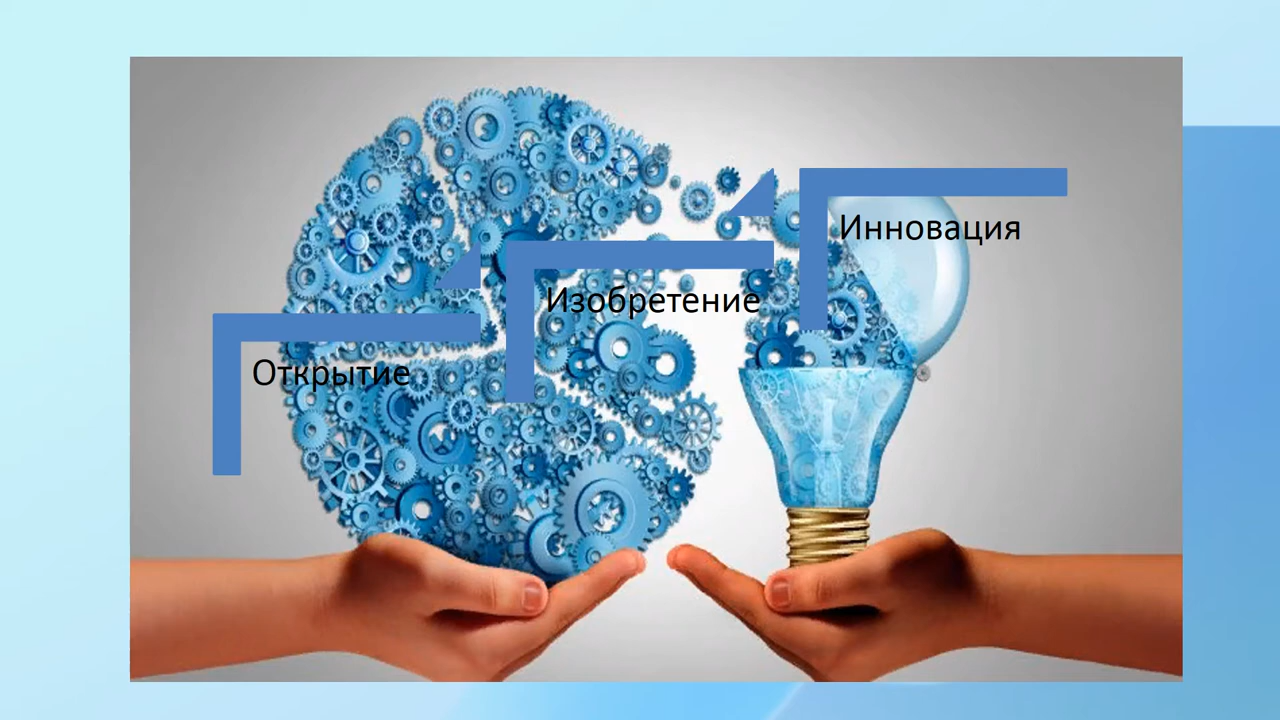 Открытие
Изобретение
Инновация